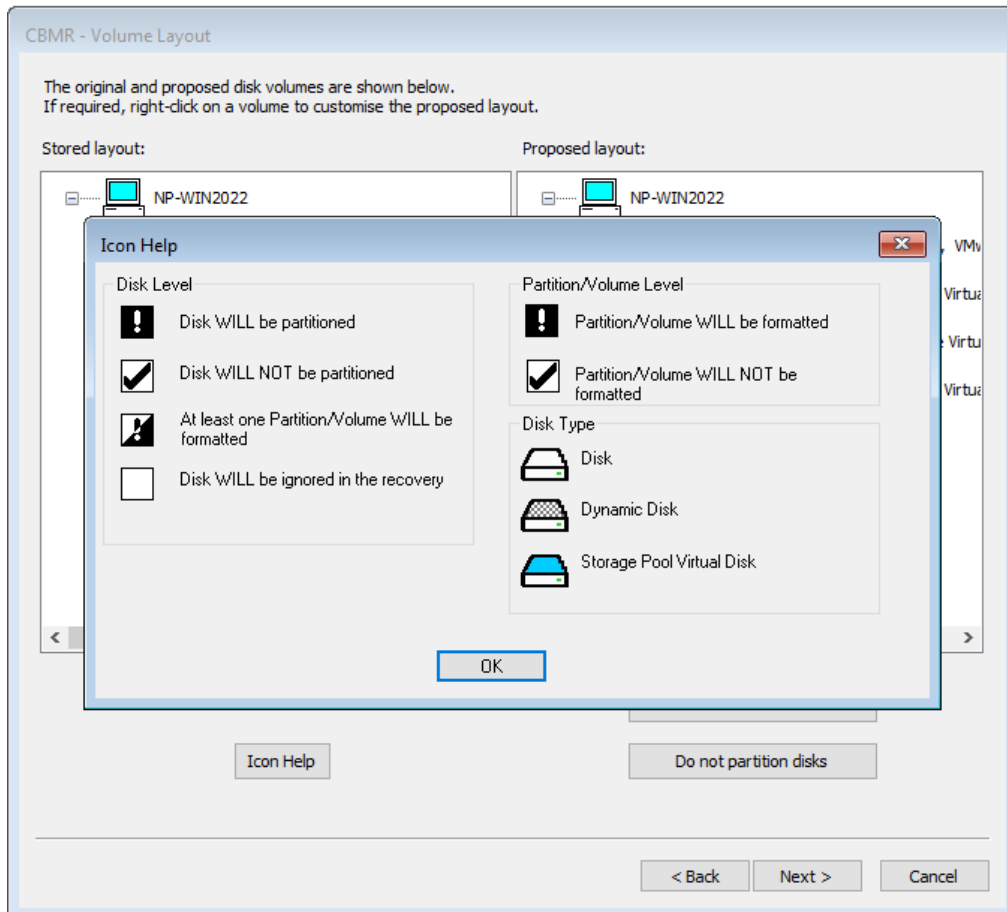 CBMR - Volume Layout
The original and proposed disk volumes are shown below.
If required, right-click on a volume to customise the proposed layout.
Stored layout:
Proposed layout:
NP-WIN2022
NP-WIN2022
Icon Help
Disk Level
Disk WILL be partitioned
Disk WILL NOT be partitioned
At least one Partition/Volume WILL be
formatted
Disk WILL be ignored in the recovery
Partition/Volume Level
Partition/Volume WILL be formatted
Partition/Volume WILL NOT be
formatted
Disk Type
Disk
Dynamic Disk
Storage Pool Virtual Disk
OK
Icon Help
Do not partition disks
< Back
Next >
Cancel